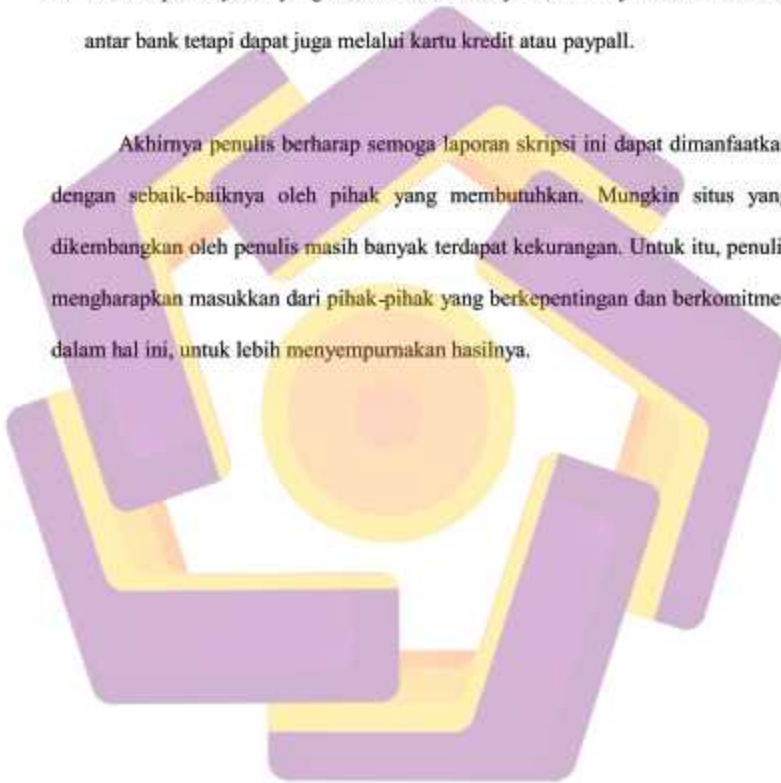 antar bank tetapi dapat juga melalui kartu kredit atau paypall.
Akhirnya penulis berharap semoga laporan skripsi ini dapat dimanfaatka
dengan sebaik-baiknya oleh pihak yang membutuhkan. Mungkin situs yan
dikembangkan oleh penulis masih banyak terdapat kekurangan. Untuk itu, penuli
mengharapkan masukkan dari pihak-pihak yang berkepentingan dan berkomitme
dalam hal ini, untuk lebih menyempurnakan hasilnya.